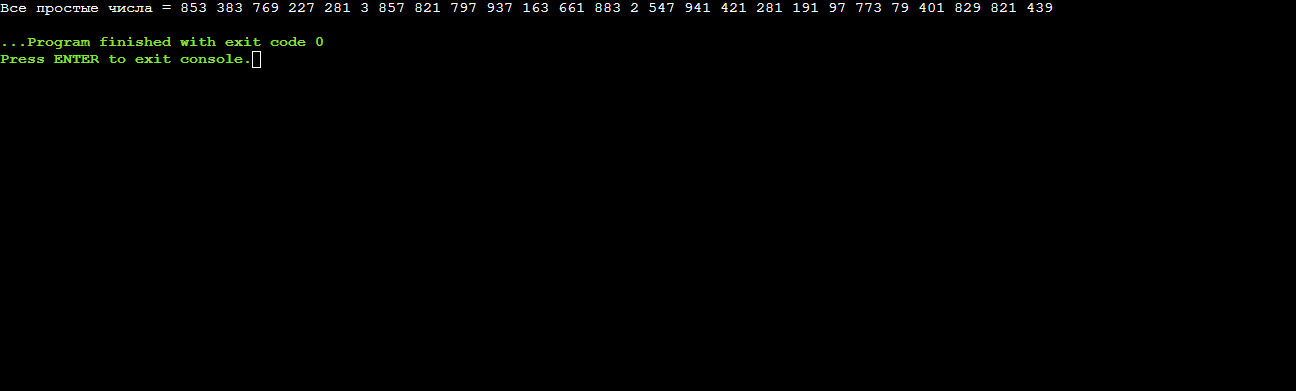 Все простые числа = 853 383 769 227 281 3 857 821 797 937 163 661 883 2 547 941 421 281 191 97 773 79 401 829 821 439
...Program finished with exit code 0
Press ENTER to exit console.